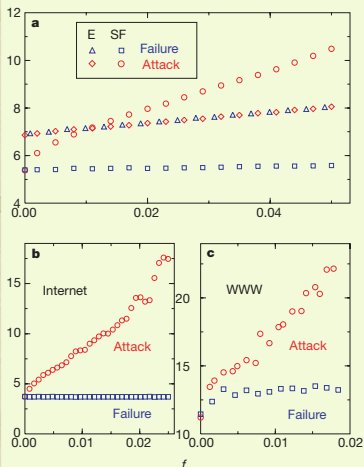 12
a
E SF
Failure
Attack
10
8
6
4
0.00 0.02 0.04
b
Internet
Attack
Failure
15
10
5
0
0.00 0.01 0.02
c
WWW
Attack
Failure
20
15
10
0.00 0.01 0.02
f